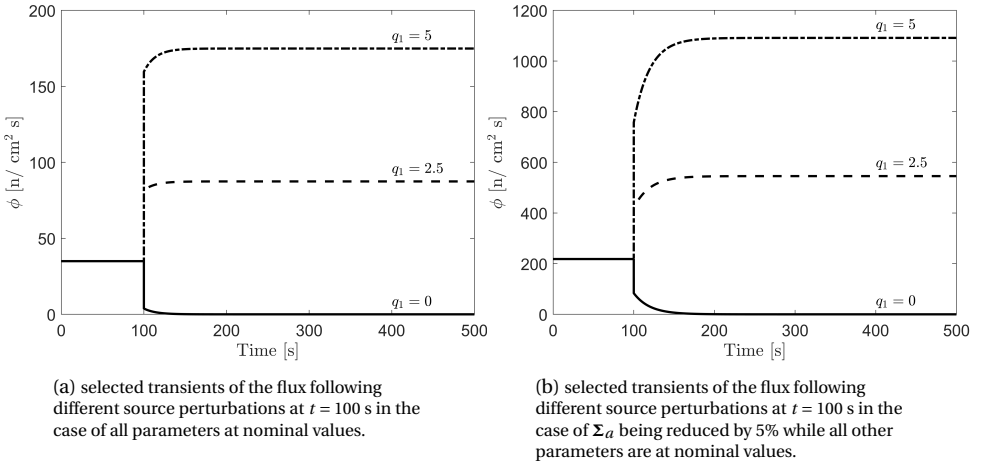 200
150
100
50
0
ϕ [n/ cm² s]
q₁ = 5
q₁ = 2.5
q₁ = 0
0 100 200 300 400 500
Time [s]
1200
1000
800
600
400
200
0
ϕ [n/ cm² s]
q₁ = 5
q₁ = 2.5
q₁ = 0
0 100 200 300 400 500
Time [s]
(a) selected transients of the flux following
different source perturbations at t = 100 s in the
case of all parameters at nominal values.
(b) selected transients of the flux following
different source perturbations at t = 100 s in the
case of Σₐ being reduced by 5% while all other
parameters are at nominal values.